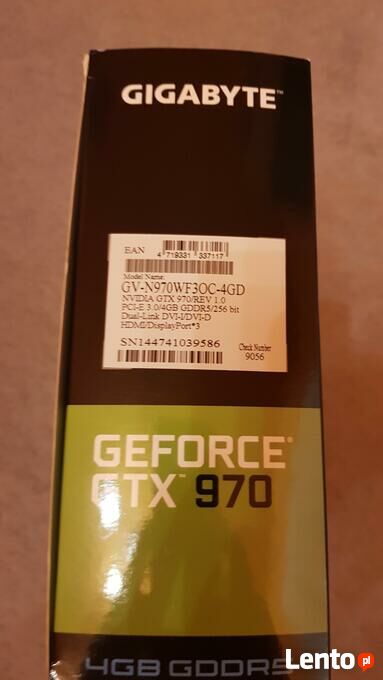 GIGABYTE™
EAN
4 719331 337117
Model Name:
GV-N970WF3OC-4GD
NVIDIA GTX 970/REV 1.0
PCI-E 3.0/4GB GDDR5/256 bit
Dual-Link DVI-I/DVI-D
HDMI/DisplayPort*3
SN144741039586
Check Number
9056
GEFORCE®
GTX™ 970
4GB GDDR5
Lento.pl